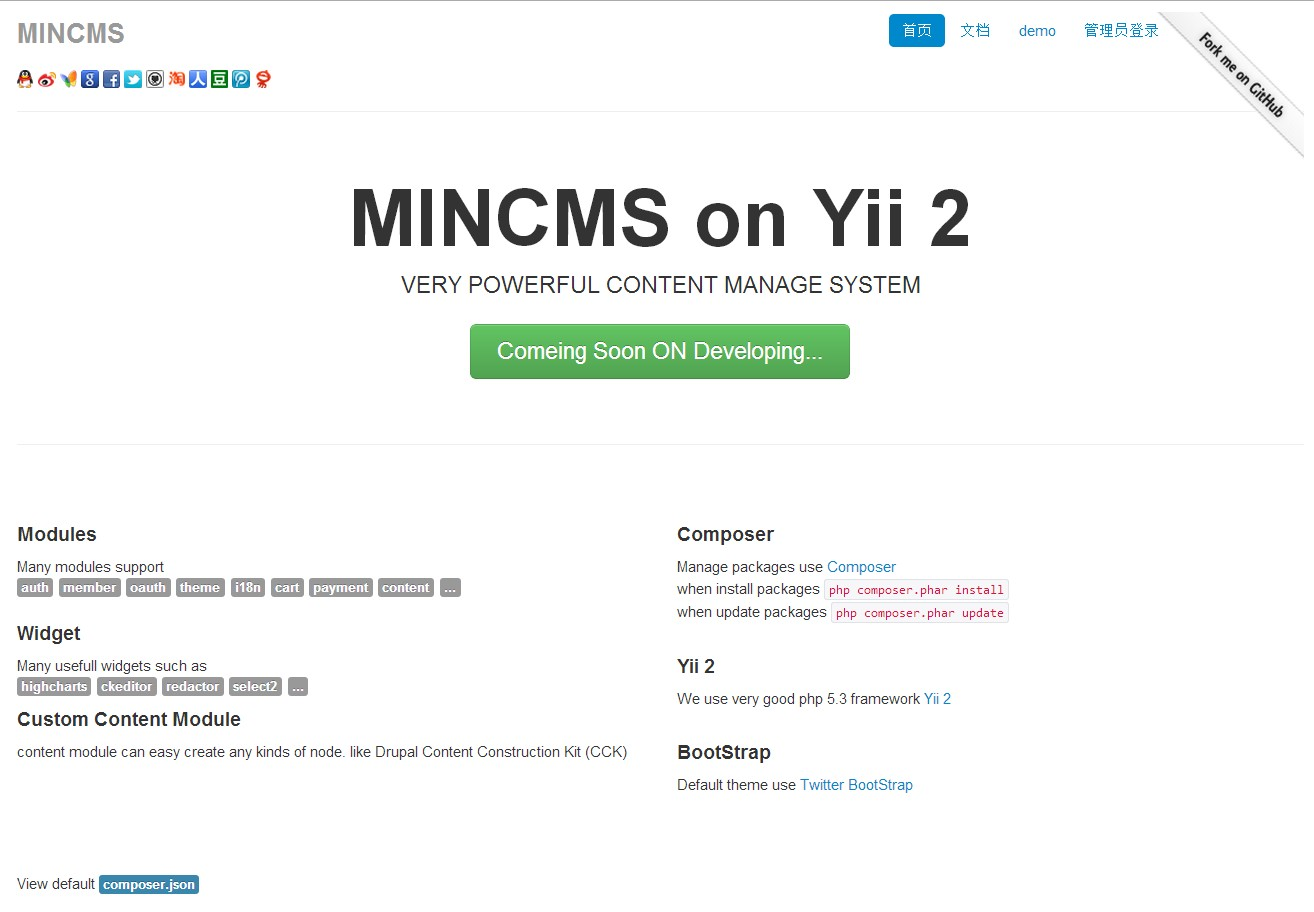 MINCMS
首页 文档 demo 管理员登录
Fork me on GitHub
MINCMS on Yii 2
VERY POWERFUL CONTENT MANAGE SYSTEM
Comeing Soon ON Developing...
Modules
Many modules support
auth member oauth theme i18n cart payment content ...
Widget
Many usefull widgets such as
highcharts ckeditor redactor select2 ...
Custom Content Module
content module can easy create any kinds of node. like Drupal Content Construction Kit (CCK)
Composer
Manage packages use Composer
when install packages php composer.phar install
when update packages php composer.phar update
Yii 2
We use very good php 5.3 framework Yii 2
BootStrap
Default theme use Twitter BootStrap
View default composer.json